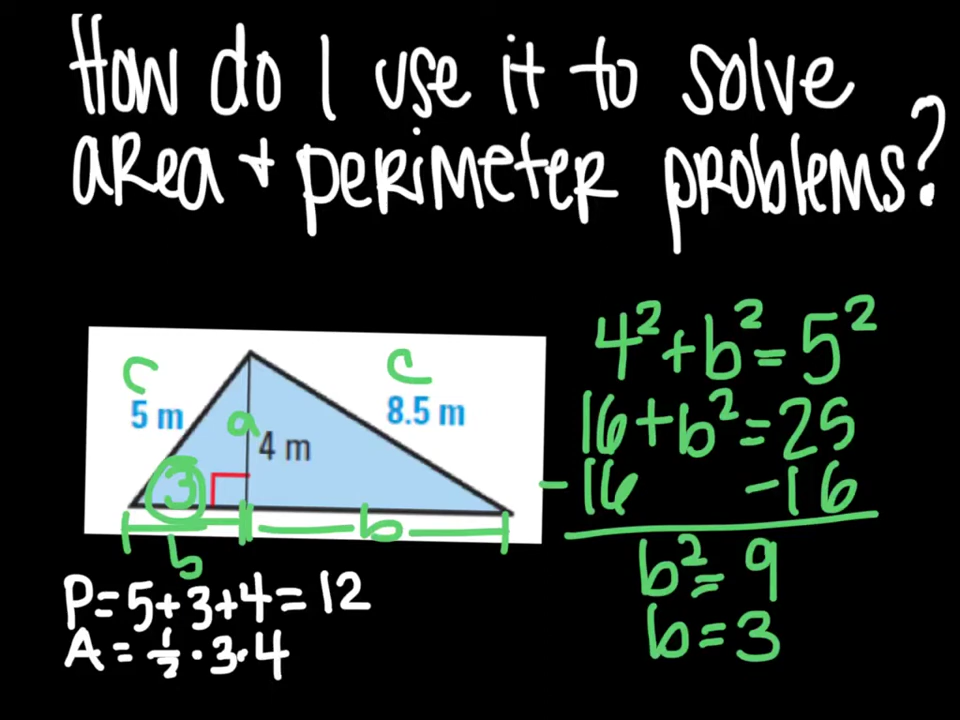 How do I use it to solve
area + perimeter problems?
c
5 m
c
8.5 m
a
4 m
3
b
b
P = 5 + 3 + 4 = 12
A = 1/2 · 3 · 4
4² + b² = 5²
16 + b² = 25
-16 -16
b² = 9
b = 3